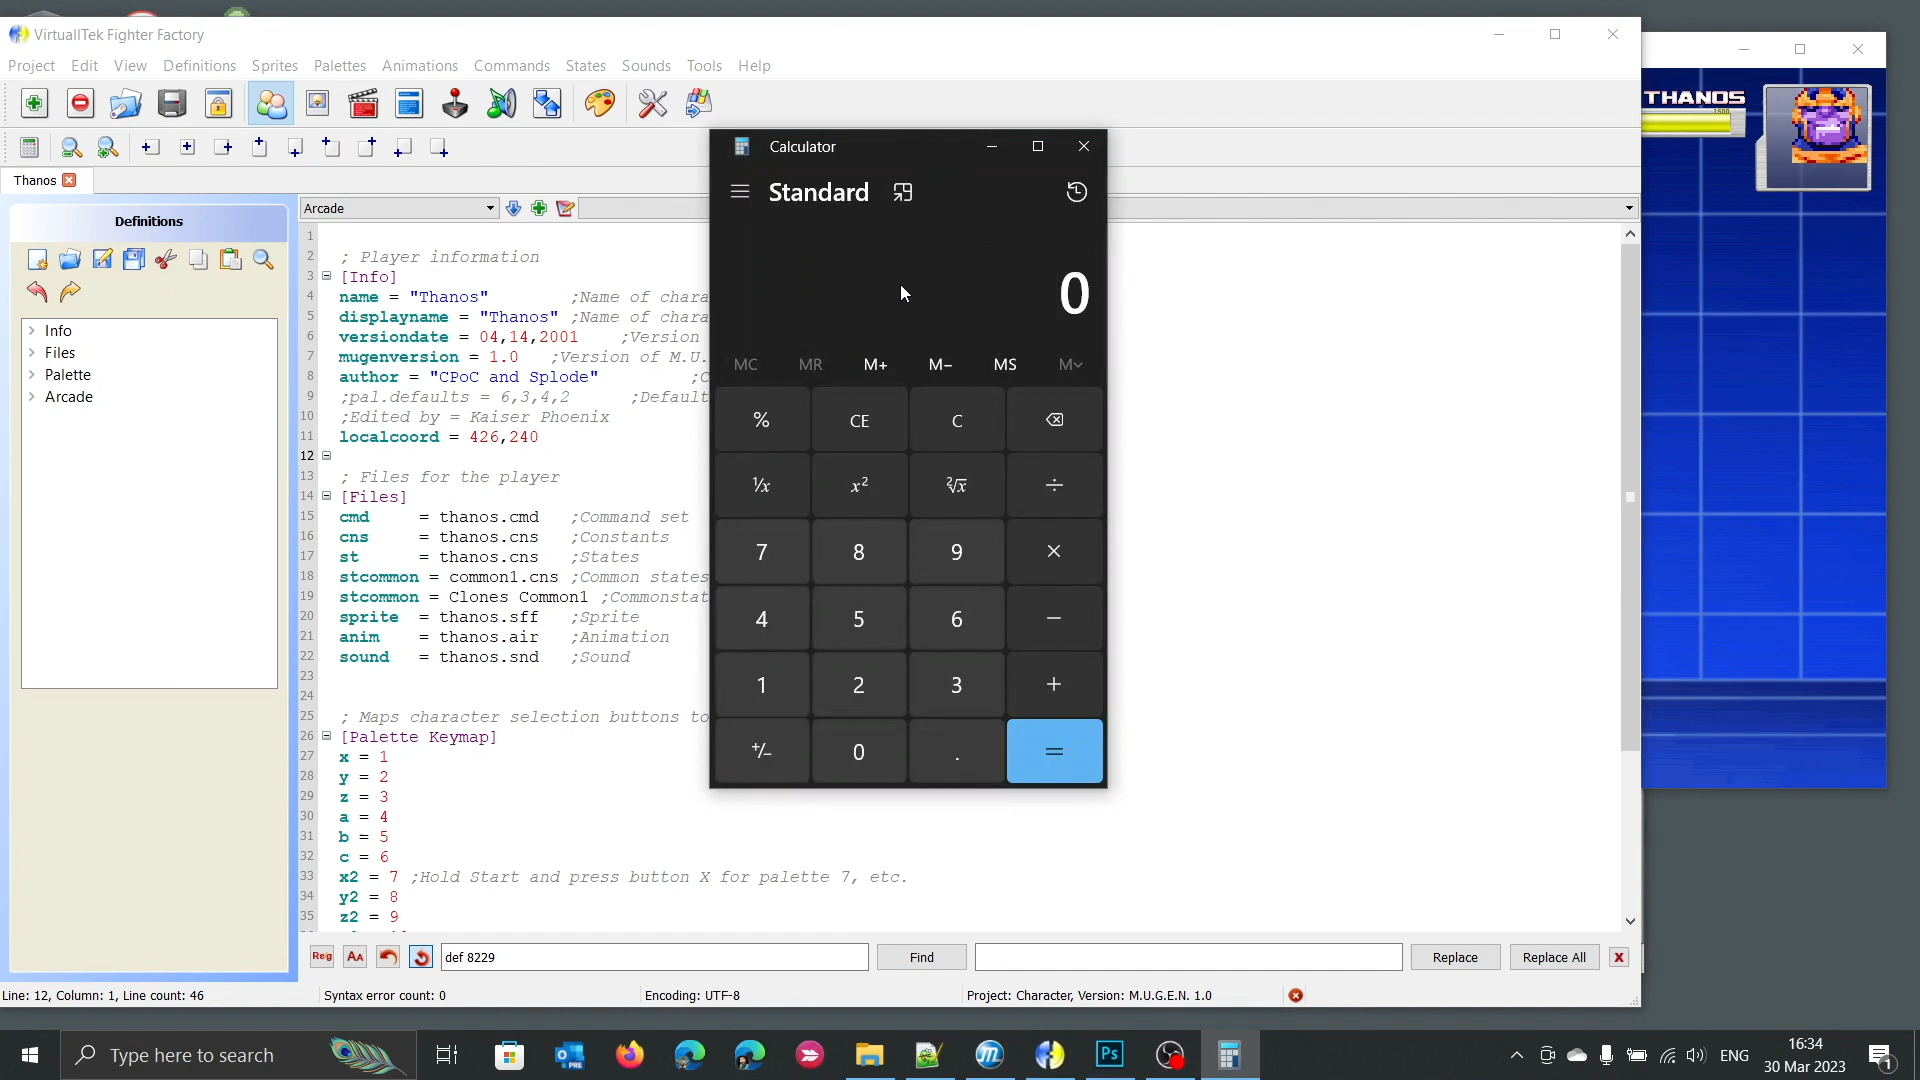 VirtuallTek Fighter Factory
Project Edit View Definitions Sprites Palettes Animations Commands States Sounds Tools Help
Thanos
Definitions
Info
Files
Palette
Arcade
Arcade
1
2 ; Player information
3 [Info]
4 name = "Thanos" ;Name of chara
5 displayname = "Thanos" ;Name of chara
6 versiondate = 04,14,2001 ;Version
7 mugenversion = 1.0 ;Version of M.U.
8 author = "CPoC and Splode" ;C
9 ;pal.defaults = 6,3,4,2 ;Default
10 ;Edited by = Kaiser Phoenix
11 localcoord = 426,240
12
13 ; Files for the player
14 [Files]
15 cmd = thanos.cmd ;Command set
16 cns = thanos.cns ;Constants
17 st = thanos.cns ;States
18 stcommon = common1.cns ;Common states
19 stcommon = Clones Common1 ;Commonstat
20 sprite = thanos.sff ;Sprite
21 anim = thanos.air ;Animation
22 sound = thanos.snd ;Sound
23
24
25 ; Maps character selection buttons to
26 [Palette Keymap]
27 x = 1
28 y = 2
29 z = 3
30 a = 4
31 b = 5
32 c = 6
33 x2 = 7 ;Hold Start and press button X for palette 7, etc.
34 y2 = 8
35 z2 = 9
Calculator
Standard
0
MC MR M+ M− MS M
% CE C
1/x x² ²√x ÷
7 8 9 ×
4 5 6 −
1 2 3 +
+/− 0 . =
THANOS
1500
Reg AA def 8229 Find Replace Replace All X
Line: 12, Column: 1, Line count: 46 Syntax error count: 0 Encoding: UTF-8 Project: Character, Version: M.U.G.E.N. 1.0
Type here to search
PRE
Ps
ENG
16:34
30 Mar 2023
1